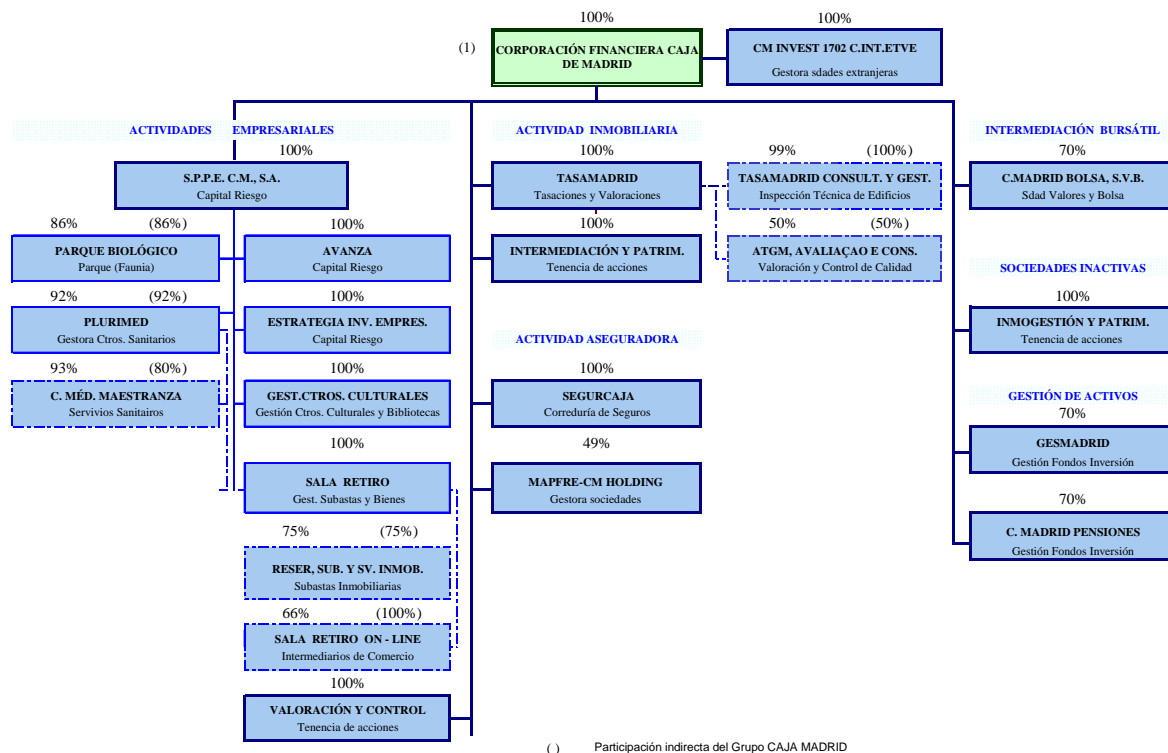 100%
100%
(1)
CORPORACIÓN FINANCIERA CAJA
DE MADRID
CM INVEST 1702 C.INT.ETVE
Gestora sdades extranjeras
ACTIVIDADES EMPRESARIALES
100%
S.P.P.E. C.M., S.A.
Capital Riesgo
86% (86%)
PARQUE BIOLÓGICO
Parque (Faunia)
100%
AVANZA
Capital Riesgo
92% (92%)
PLURIMED
Gestora Ctros. Sanitarios
100%
ESTRATEGIA INV. EMPRES.
Capital Riesgo
93% (80%)
C. MÉD. MAESTRANZA
Servivios Sanitairos
100%
GEST.CTROS. CULTURALES
Gestión Ctros. Culturales y Bibliotecas
100%
SALA RETIRO
Gest. Subastas y Bienes
75% (75%)
RESER, SUB. Y SV. INMOB.
Subastas Inmobiliarias
66% (100%)
SALA RETIRO ON - LINE
Intermediarios de Comercio
100%
VALORACIÓN Y CONTROL
Tenencia de acciones
ACTIVIDAD INMOBILIARIA
100%
TASAMADRID
Tasaciones y Valoraciones
99% (100%)
TASAMADRID CONSULT. Y GEST.
Inspección Técnica de Edificios
100%
INTERMEDIACIÓN Y PATRIM.
Tenencia de acciones
50% (50%)
ATGM, AVALIAÇAO E CONS.
Valoración y Control de Calidad
ACTIVIDAD ASEGURADORA
100%
SEGURCAJA
Correduría de Seguros
49%
MAPFRE-CM HOLDING
Gestora sociedades
INTERMEDIACIÓN BURSÁTIL
70%
C.MADRID BOLSA, S.V.B.
Sdad Valores y Bolsa
SOCIEDADES INACTIVAS
100%
INMOGESTIÓN Y PATRIM.
Tenencia de acciones
GESTIÓN DE ACTIVOS
70%
GESMADRID
Gestión Fondos Inversión
70%
C. MADRID PENSIONES
Gestión Fondos Inversión
( ) Participación indirecta del Grupo CAJA MADRID